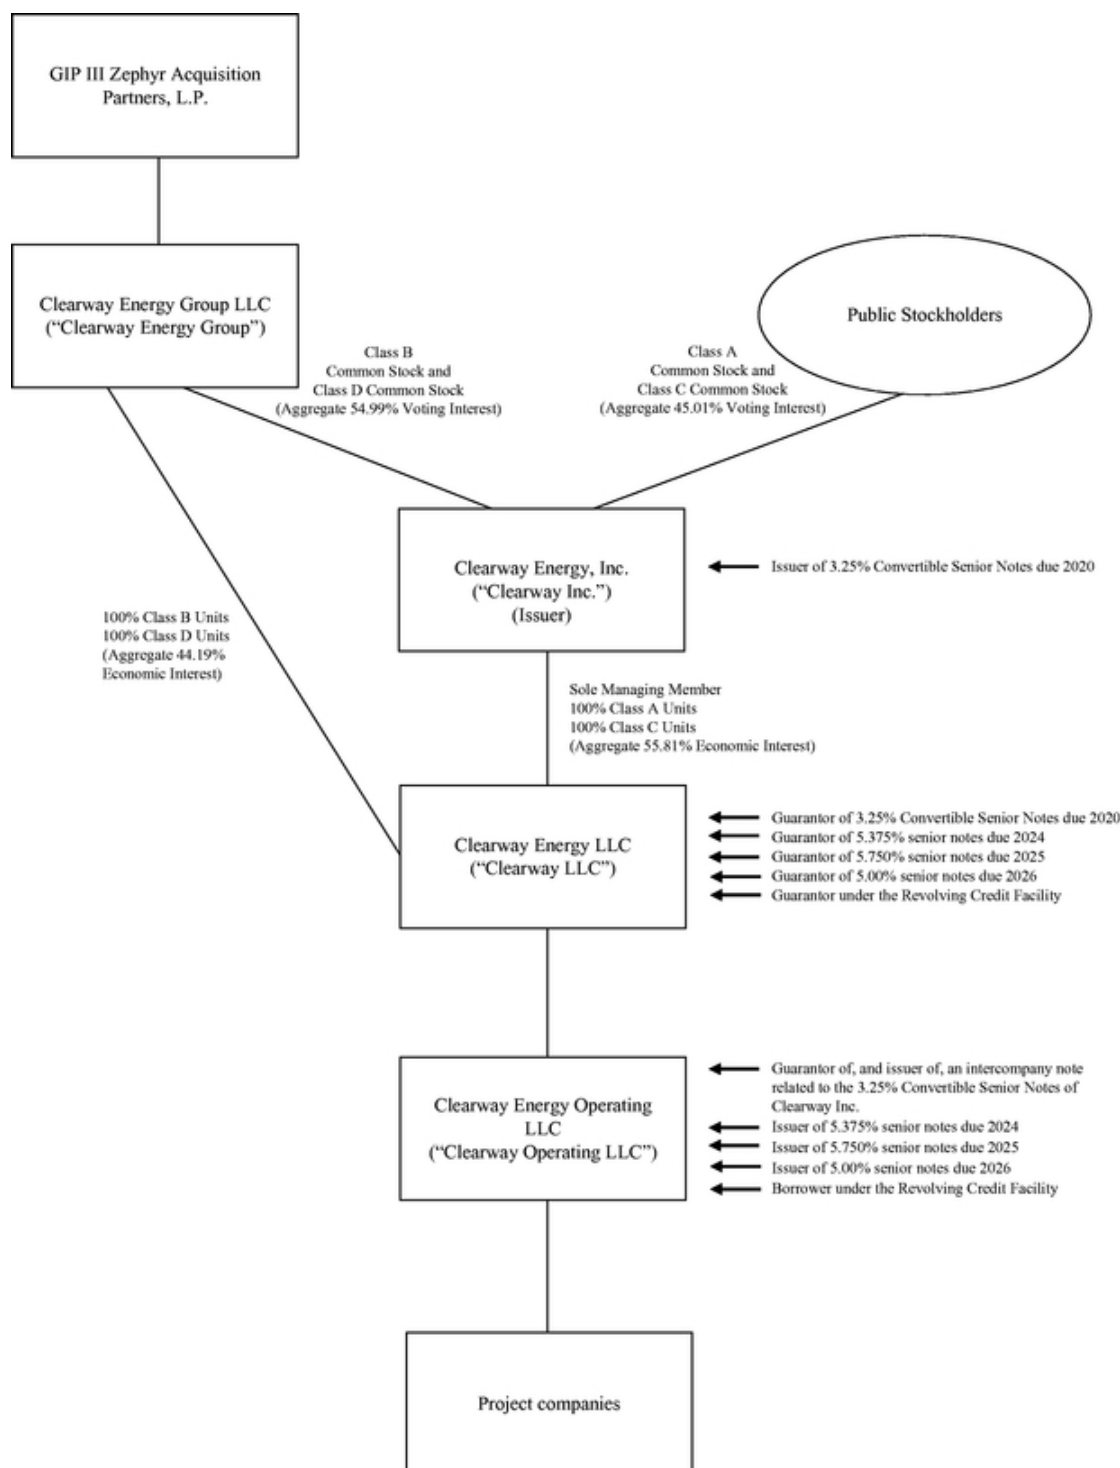 GIP III Zephyr Acquisition
Partners, L.P.
Clearway Energy Group LLC
(“Clearway Energy Group”)
Public Stockholders
Class B
Common Stock and
Class D Common Stock
(Aggregate 54.99% Voting Interest)
Class A
Common Stock and
Class C Common Stock
(Aggregate 45.01% Voting Interest)
Clearway Energy, Inc.
(“Clearway Inc.”)
(Issuer)
Issuer of 3.25% Convertible Senior Notes due 2020
100% Class B Units
100% Class D Units
(Aggregate 44.19%
Economic Interest)
Sole Managing Member
100% Class A Units
100% Class C Units
(Aggregate 55.81% Economic Interest)
Clearway Energy LLC
(“Clearway LLC”)
Guarantor of 3.25% Convertible Senior Notes due 2020
Guarantor of 5.375% senior notes due 2024
Guarantor of 5.750% senior notes due 2025
Guarantor of 5.00% senior notes due 2026
Guarantor under the Revolving Credit Facility
Clearway Energy Operating
LLC
(“Clearway Operating LLC”)
Guarantor of, and issuer of, an intercompany note
related to the 3.25% Convertible Senior Notes of
Clearway Inc.
Issuer of 5.375% senior notes due 2024
Issuer of 5.750% senior notes due 2025
Issuer of 5.00% senior notes due 2026
Borrower under the Revolving Credit Facility
Project companies